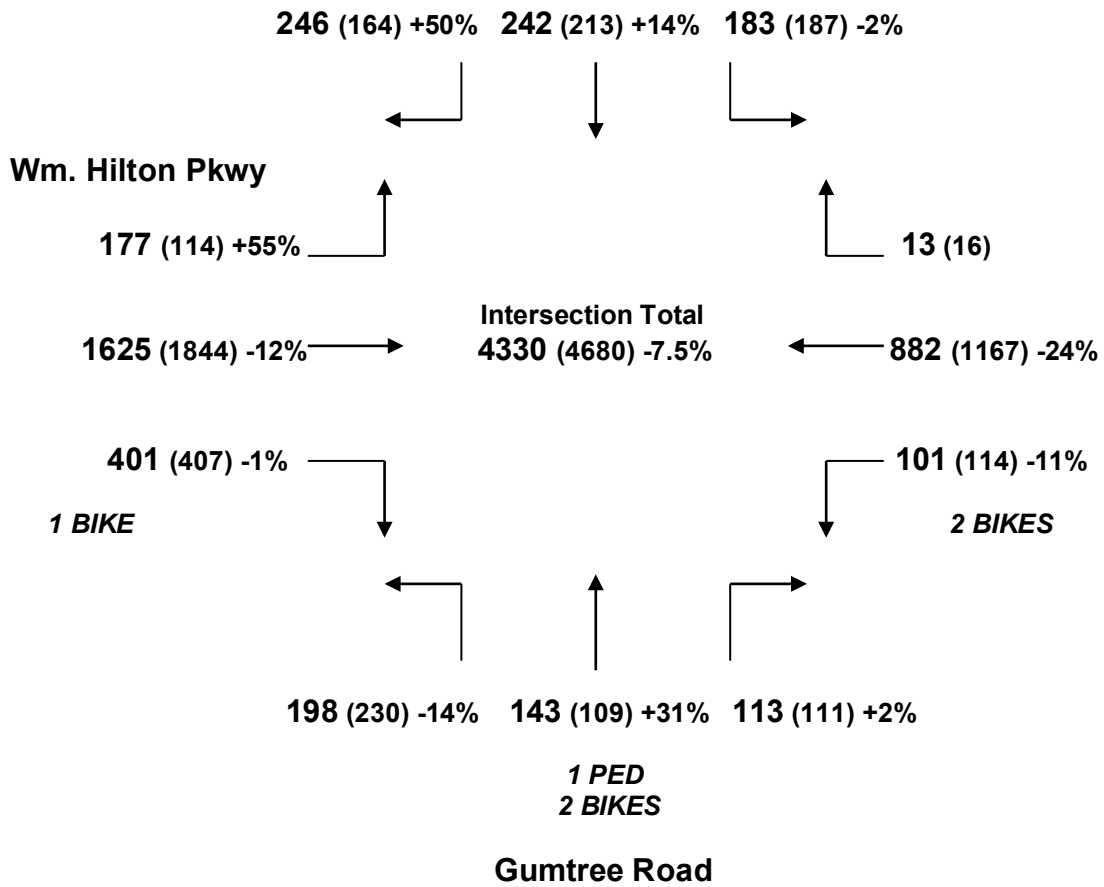 246 (164) +50% 242 (213) +14% 183 (187) -2%
Wm. Hilton Pkwy
177 (114) +55%
13 (16)
Intersection Total
1625 (1844) -12%
4330 (4680) -7.5%
882 (1167) -24%
401 (407) -1%
101 (114) -11%
1 BIKE
2 BIKES
198 (230) -14% 143 (109) +31% 113 (111) +2%
1 PED
2 BIKES
Gumtree Road